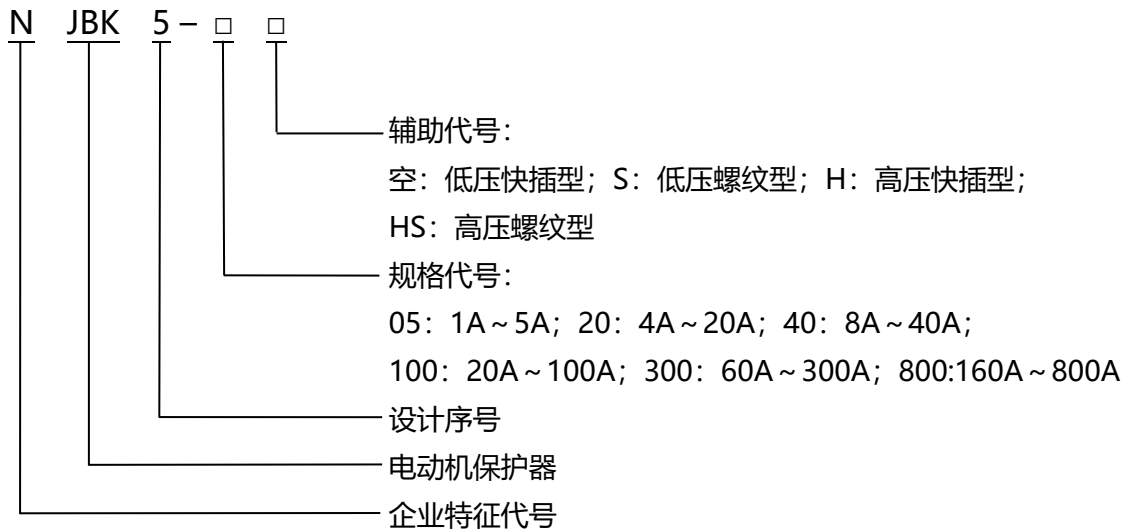 N JBK 5 – □ □
辅助代号：
空：低压快插型；S：低压螺纹型；H：高压快插型；
HS：高压螺纹型
规格代号：
05：1A～5A；20：4A～20A；40：8A～40A；
100：20A～100A；300：60A～300A；800:160A～800A
设计序号
电动机保护器
企业特征代号